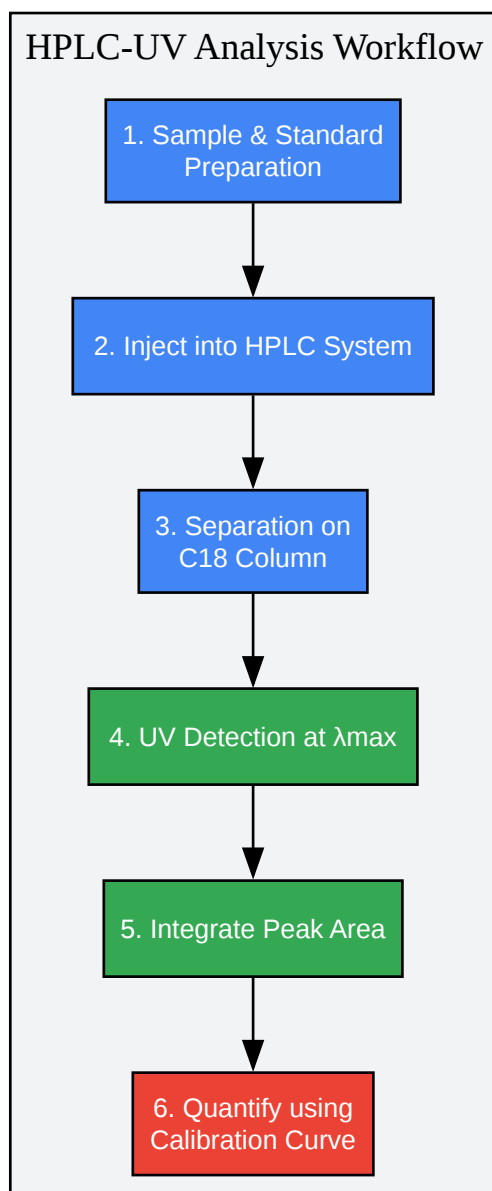 HPLC-UV Analysis Workflow
1. Sample & Standard
Preparation
2. Inject into HPLC System
3. Separation on
C18 Column
4. UV Detection at λmax
5. Integrate Peak Area
6. Quantify using
Calibration Curve